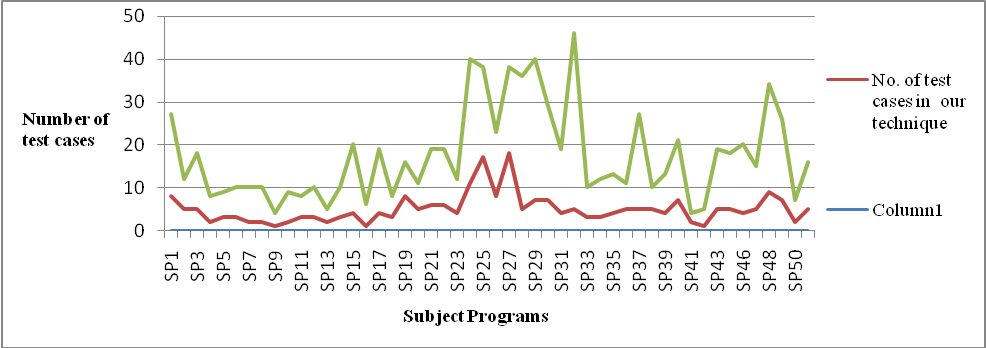 50
40
30
20
10
0
Number of
test cases
SP1
SP3
SP5
SP7
SP9
SP11
SP13
SP15
SP17
SP19
SP21
SP23
SP25
SP27
SP29
SP31
SP33
SP35
SP37
SP39
SP41
SP43
SP46
SP48
SP50
Subject Programs
No. of test
cases in our
technique
Column1